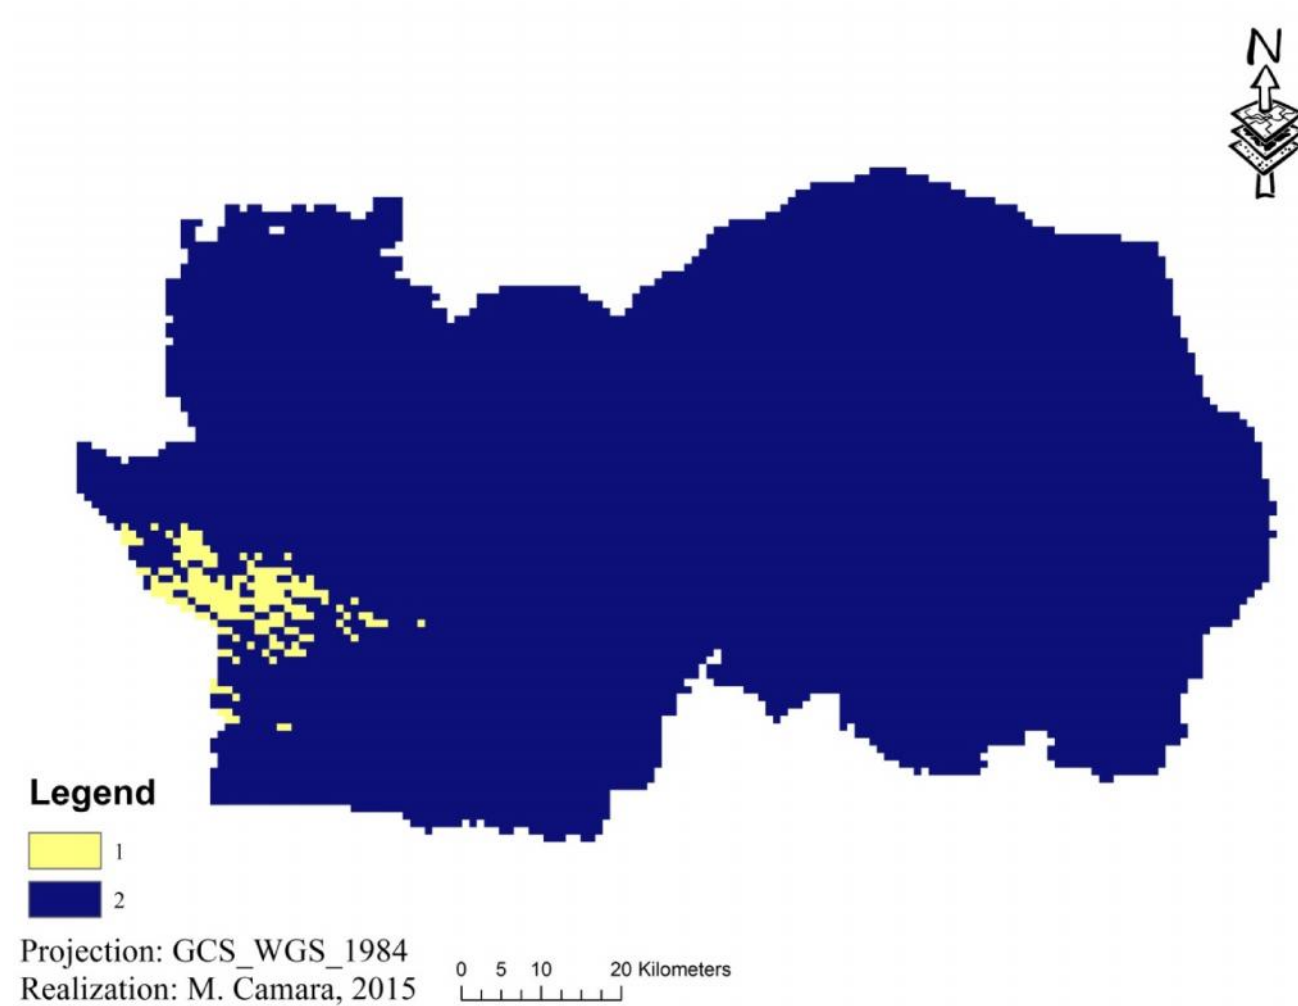 N
Legend
1
2
Projection: GCS_WGS_1984
Realization: M. Camara, 2015
0 5 10 20 Kilometers